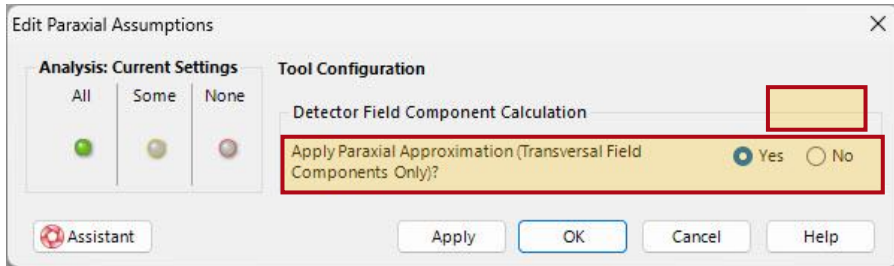 Edit Paraxial Assumptions
Analysis: Current Settings
All Some None
Tool Configuration
Detector Field Component Calculation
Apply Paraxial Approximation (Transversal Field
Components Only)?
Yes No
Assistant
Apply
OK
Cancel
Help